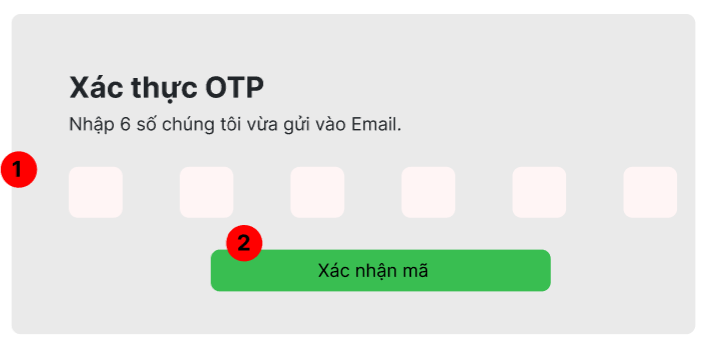 Xác thực OTP
Nhập 6 số chúng tôi vừa gửi vào Email.
1
2
Xác nhận mã